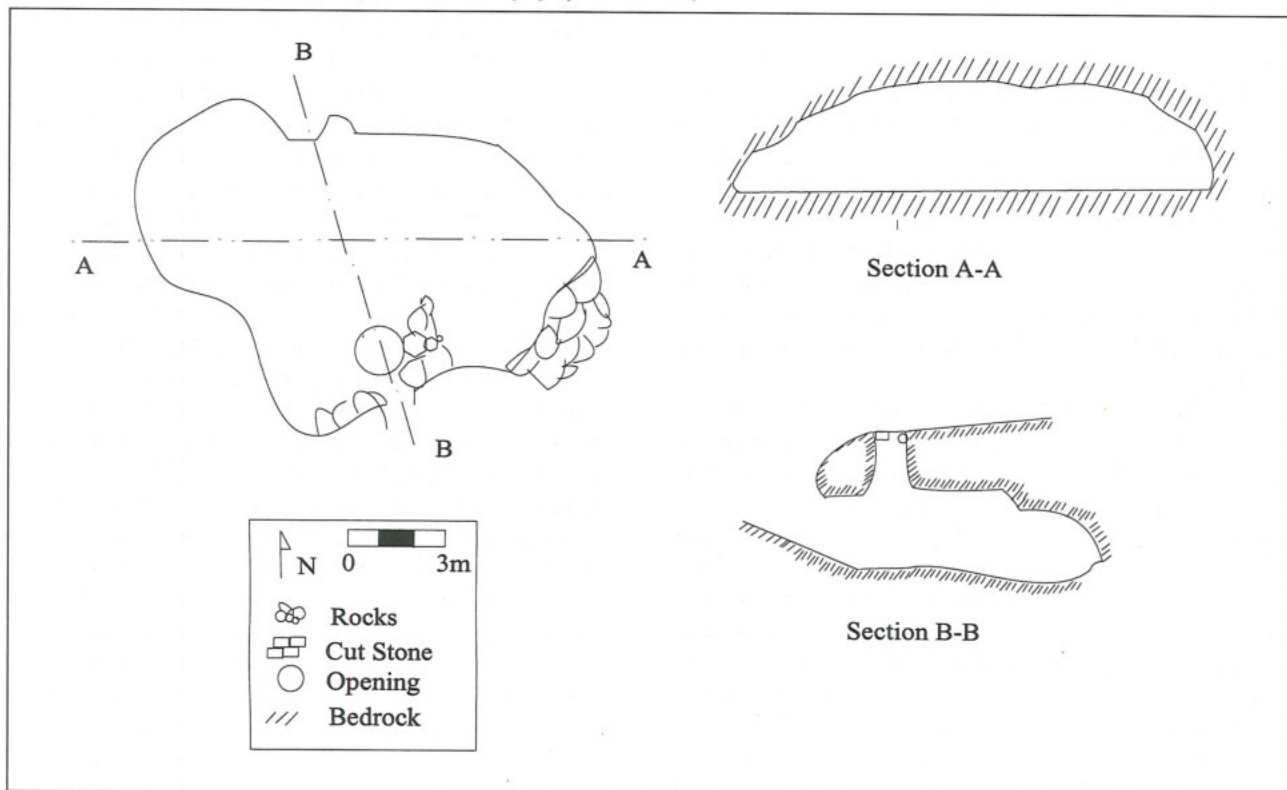 B
A
A
B
Section A-A
Section B-B
N
0 3m
Rocks
Cut Stone
Opening
Bedrock